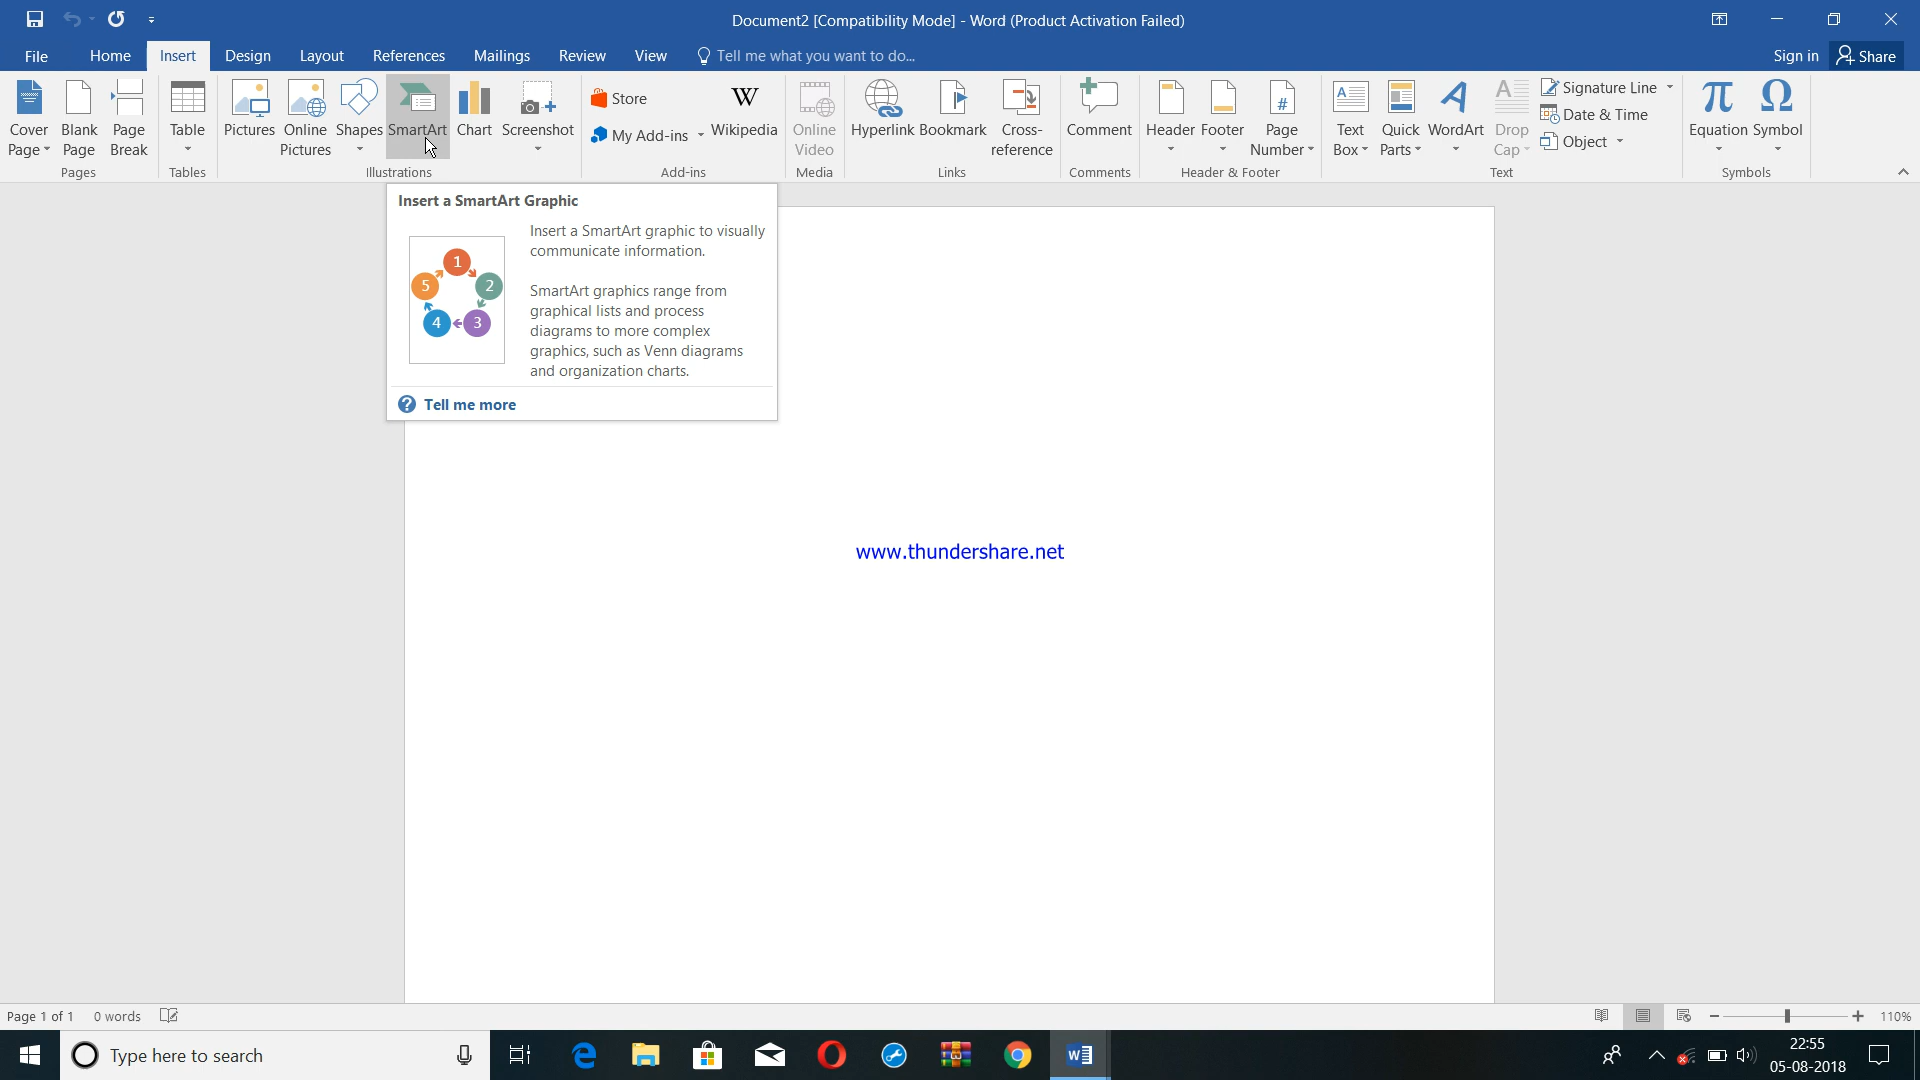 Document2 [Compatibility Mode] - Word (Product Activation Failed)
File Home Insert Design Layout References Mailings Review View Tell me what you want to do... Sign in Share
Cover Page
Blank Page
Page Break
Pages
Table
Tables
Pictures
Online Pictures
Shapes
SmartArt
Chart
Screenshot
Illustrations
Store
My Add-ins
W
Wikipedia
Add-ins
Online Video
Media
Hyperlink
Bookmark
Cross-reference
Links
Comment
Comments
Header
Footer
#
Page Number
Header & Footer
A
Text Box
Quick Parts
A
WordArt
A
Drop Cap
Signature Line
Date & Time
Object
Text
π
Equation
Ω
Symbol
Symbols
Insert a SmartArt Graphic
1
2
3
4
5
Insert a SmartArt graphic to visually
communicate information.
SmartArt graphics range from
graphical lists and process
diagrams to more complex
graphics, such as Venn diagrams
and organization charts.
? Tell me more
www.thundershare.net
Page 1 of 1 0 words 110%
Type here to search
22:55
05-08-2018